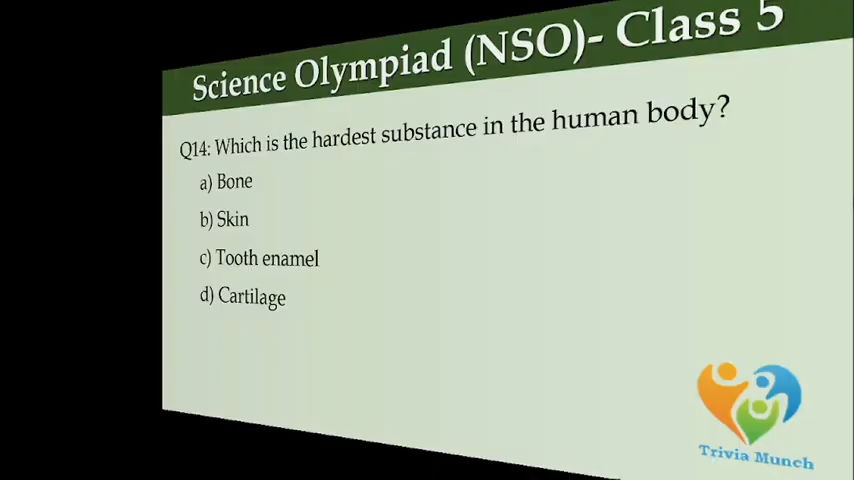 Science Olympiad (NSO)- Class 5
Q14: Which is the hardest substance in the human body?
a) Bone
b) Skin
c) Tooth enamel
d) Cartilage
Trivia Munch